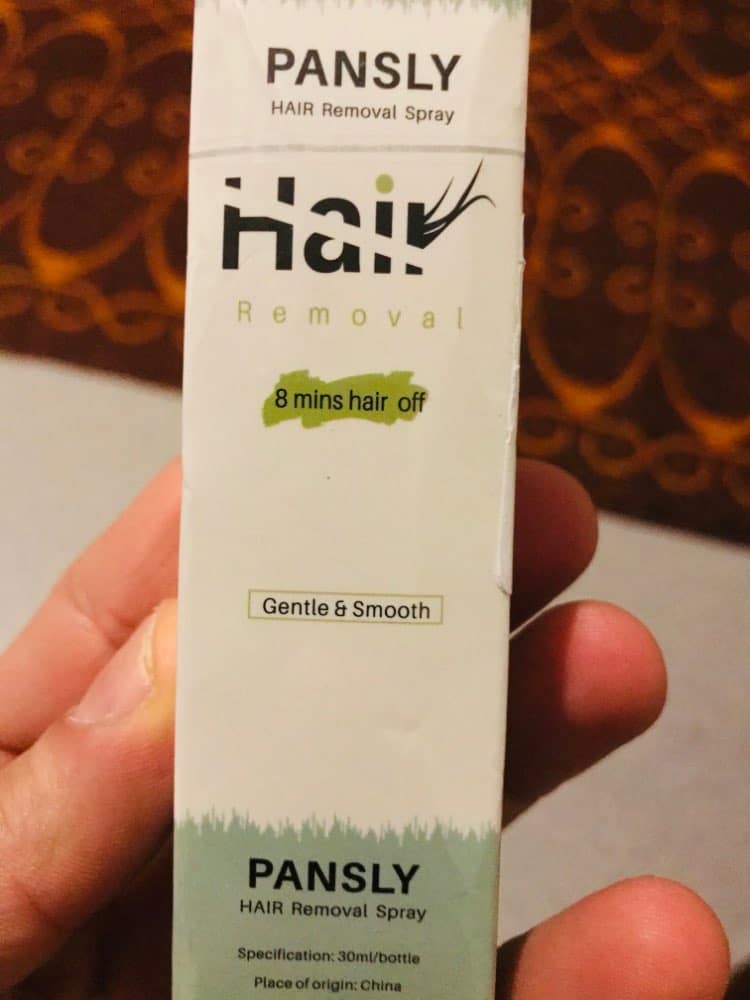 PANSLY
HAIR Removal Spray
Hair
Removal
8 mins hair off
Gentle & Smooth
PANSLY
HAIR Removal Spray
Specification: 30ml/bottle
Place of origin: China